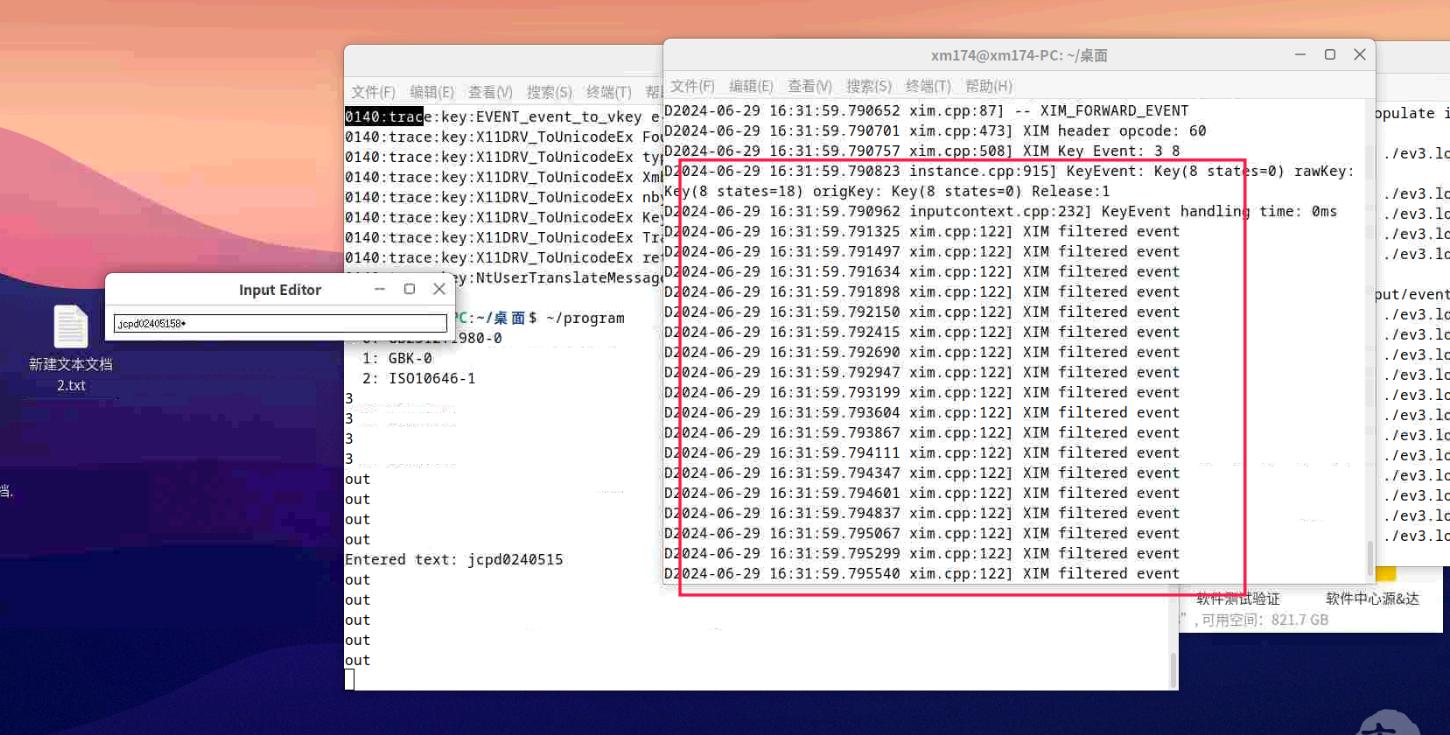 xm174@xm174-PC: ~/桌面
文件(F) 编辑(E) 查看(V) 搜索(S) 终端(T) 帮助(H)
D2024-06-29 16:31:59.790652 xim.cpp:87] -- XIM_FORWARD_EVENT
D2024-06-29 16:31:59.790701 xim.cpp:473] XIM header opcode: 60
D2024-06-29 16:31:59.790757 xim.cpp:508] XIM Key Event: 3 8
D2024-06-29 16:31:59.790823 instance.cpp:915] KeyEvent: Key(8 states=0) rawKey:
Key(8 states=18) origKey: Key(8 states=0) Release:1
D2024-06-29 16:31:59.790962 inputcontext.cpp:232] KeyEvent handling time: 0ms
D2024-06-29 16:31:59.791325 xim.cpp:122] XIM filtered event
D2024-06-29 16:31:59.791497 xim.cpp:122] XIM filtered event
D2024-06-29 16:31:59.791634 xim.cpp:122] XIM filtered event
D2024-06-29 16:31:59.791898 xim.cpp:122] XIM filtered event
D2024-06-29 16:31:59.792150 xim.cpp:122] XIM filtered event
D2024-06-29 16:31:59.792415 xim.cpp:122] XIM filtered event
D2024-06-29 16:31:59.792690 xim.cpp:122] XIM filtered event
D2024-06-29 16:31:59.792947 xim.cpp:122] XIM filtered event
D2024-06-29 16:31:59.793199 xim.cpp:122] XIM filtered event
D2024-06-29 16:31:59.793604 xim.cpp:122] XIM filtered event
D2024-06-29 16:31:59.793867 xim.cpp:122] XIM filtered event
D2024-06-29 16:31:59.794111 xim.cpp:122] XIM filtered event
D2024-06-29 16:31:59.794347 xim.cpp:122] XIM filtered event
D2024-06-29 16:31:59.794601 xim.cpp:122] XIM filtered event
D2024-06-29 16:31:59.794837 xim.cpp:122] XIM filtered event
D2024-06-29 16:31:59.795067 xim.cpp:122] XIM filtered event
D2024-06-29 16:31:59.795299 xim.cpp:122] XIM filtered event
D2024-06-29 16:31:59.795540 xim.cpp:122] XIM filtered event
文件(F) 编辑(E) 查看(V) 搜索(S) 终端(T)
0140:trace:key:EVENT_event_to_vkey e
0140:trace:key:X11DRV_ToUnicodeEx Fo
0140:trace:key:X11DRV_ToUnicodeEx typ
0140:trace:key:X11DRV_ToUnicodeEx Xm
0140:trace:key:X11DRV_ToUnicodeEx nby
0140:trace:key:X11DRV_ToUnicodeEx Ke
0140:trace:key:X11DRV_ToUnicodeEx Tra
0140:trace:key:X11DRV_ToUnicodeEx re
ey:NtUserTranslateMessage
PC:~/桌面$ ~/program
1980-0
1: GBK-0
2: ISO10646-1
3
3
3
3
out
out
out
out
Entered text: jcpd0240515
out
out
out
out
out
Input Editor
jcpd02405158*
新建文本文档
2.txt
档.
opulate i
./ev3.lo
./ev3.lo
./ev3.lo
./ev3.lo
./ev3.lo
put/event
./ev3.lo
./ev3.lo
./ev3.lo
./ev3.lo
./ev3.lo
./ev3.lo
./ev3.lo
./ev3.lo
./ev3.lo
./ev3.lo
./ev3.lo
./ev3.lo
软件测试验证 软件中心源&达
”, 可用空间: 821.7 GB